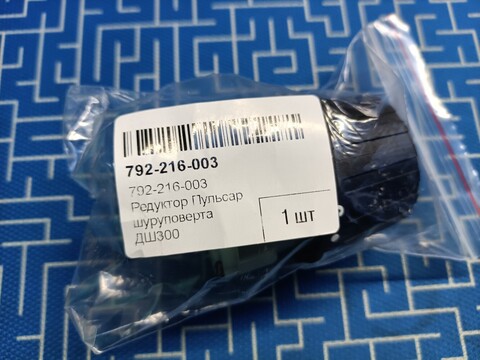 792-216-003
792-216-003
Редуктор Пульсар
шуруповерта
ДШ300
1 шт